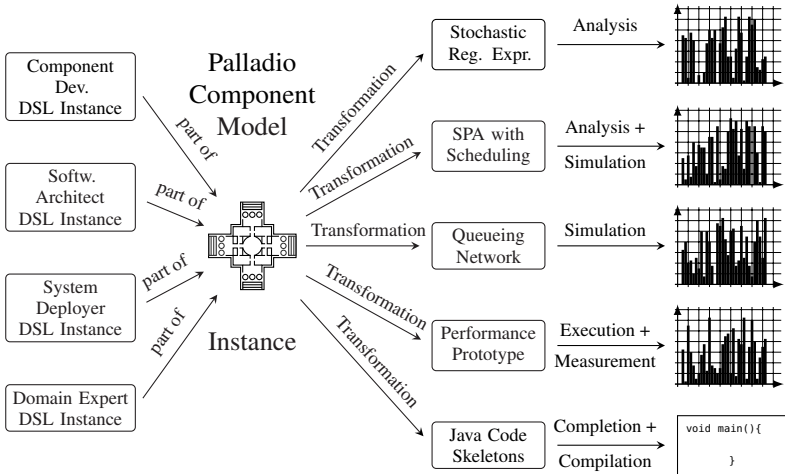 Component
Dev.
DSL Instance
part of
Softw.
Architect
DSL Instance
part of
System
Deployer
DSL Instance
part of
Domain Expert
DSL Instance
part of
Palladio
Component
Model
Instance
Transformation
Stochastic
Reg. Expr.
Analysis
Transformation
SPA with
Scheduling
Analysis +
Simulation
Transformation
Queueing
Network
Simulation
Transformation
Performance
Prototype
Execution +
Measurement
Transformation
Java Code
Skeletons
Completion +
Compilation
void main(){
}